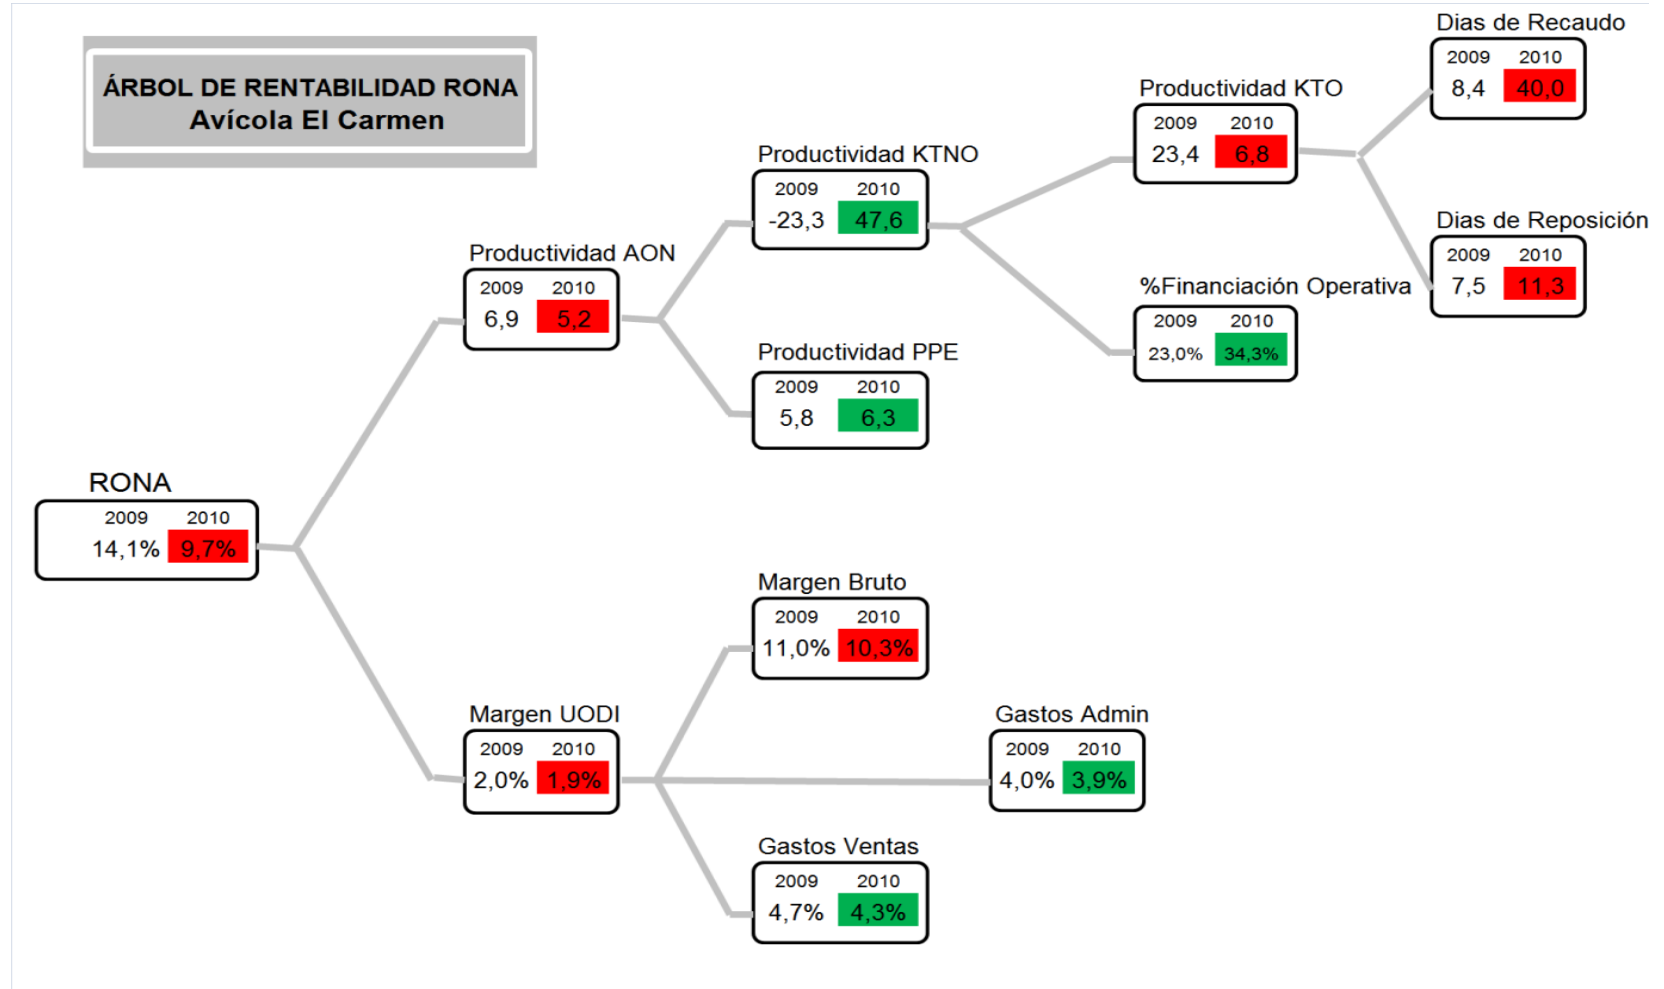 ÁRBOL DE RENTABILIDAD RONA
Avícola El Carmen
RONA
2009 2010
14,1% 9,7%
Productividad AON
2009 2010
6,9 5,2
Productividad KTNO
2009 2010
-23,3 47,6
Productividad KTO
2009 2010
23,4 6,8
Dias de Recaudo
2009 2010
8,4 40,0
Dias de Reposición
2009 2010
7,5 11,3
%Financiación Operativa
2009 2010
23,0% 34,3%
Productividad PPE
2009 2010
5,8 6,3
Margen UODI
2009 2010
2,0% 1,9%
Margen Bruto
2009 2010
11,0% 10,3%
Gastos Admin
2009 2010
4,0% 3,9%
Gastos Ventas
2009 2010
4,7% 4,3%